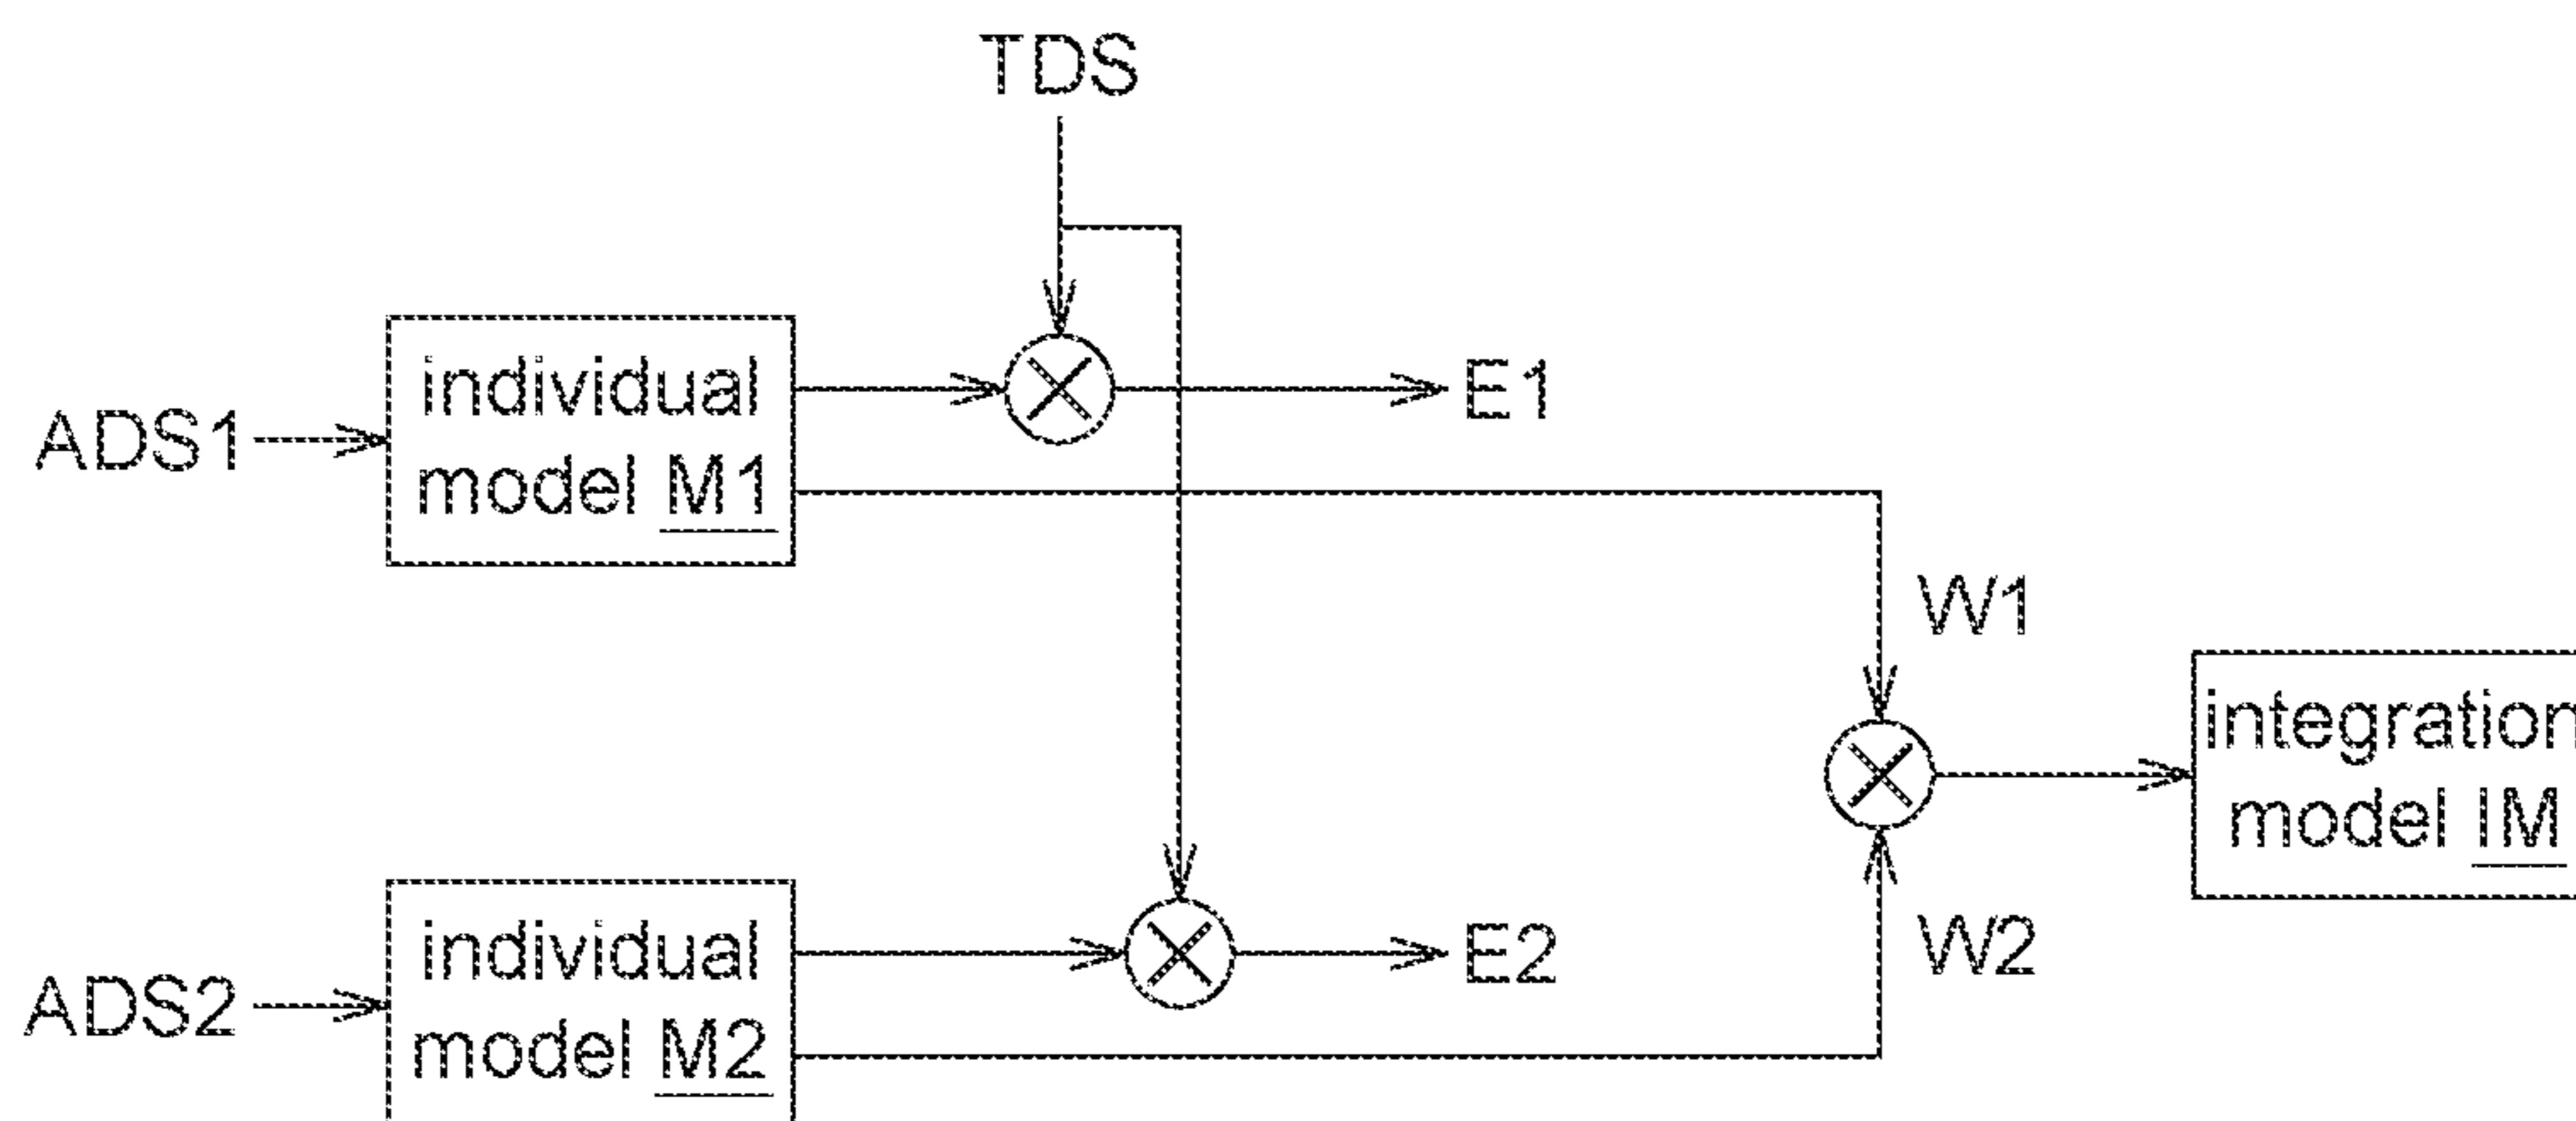 TDS
individual
model M1
ADS1
E1
W1
integration
model IM
individual
model M2
ADS2
E2
W2